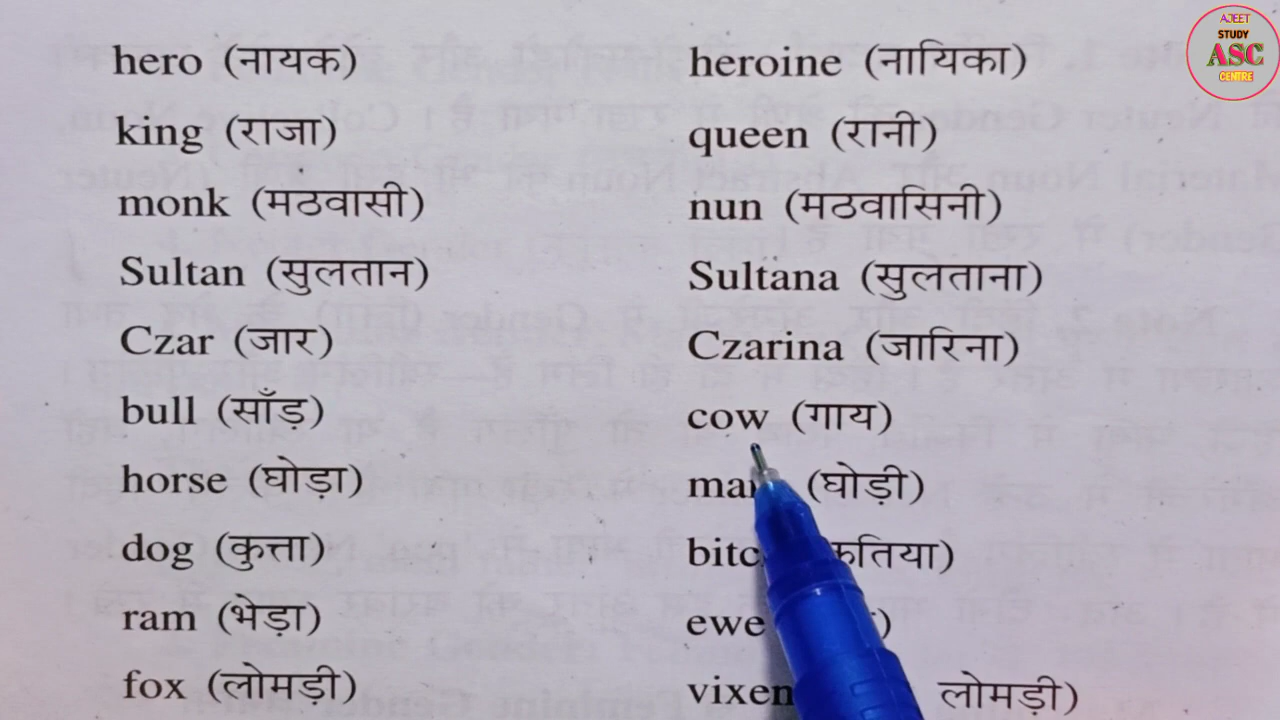 AJEET
STUDY
ASC
CENTRE
hero (नायक) heroine (नायिका)
king (राजा) queen (रानी)
monk (मठवासी) nun (मठवासिनी)
Sultan (सुलतान) Sultana (सुलताना)
Czar (जार) Czarina (जारिना)
bull (साँड़) cow (गाय)
horse (घोड़ा) (घोड़ी)
dog (कुत्ता)
ram (भेड़ा) ewe
fox (लोमड़ी) vixen लोमड़ी)